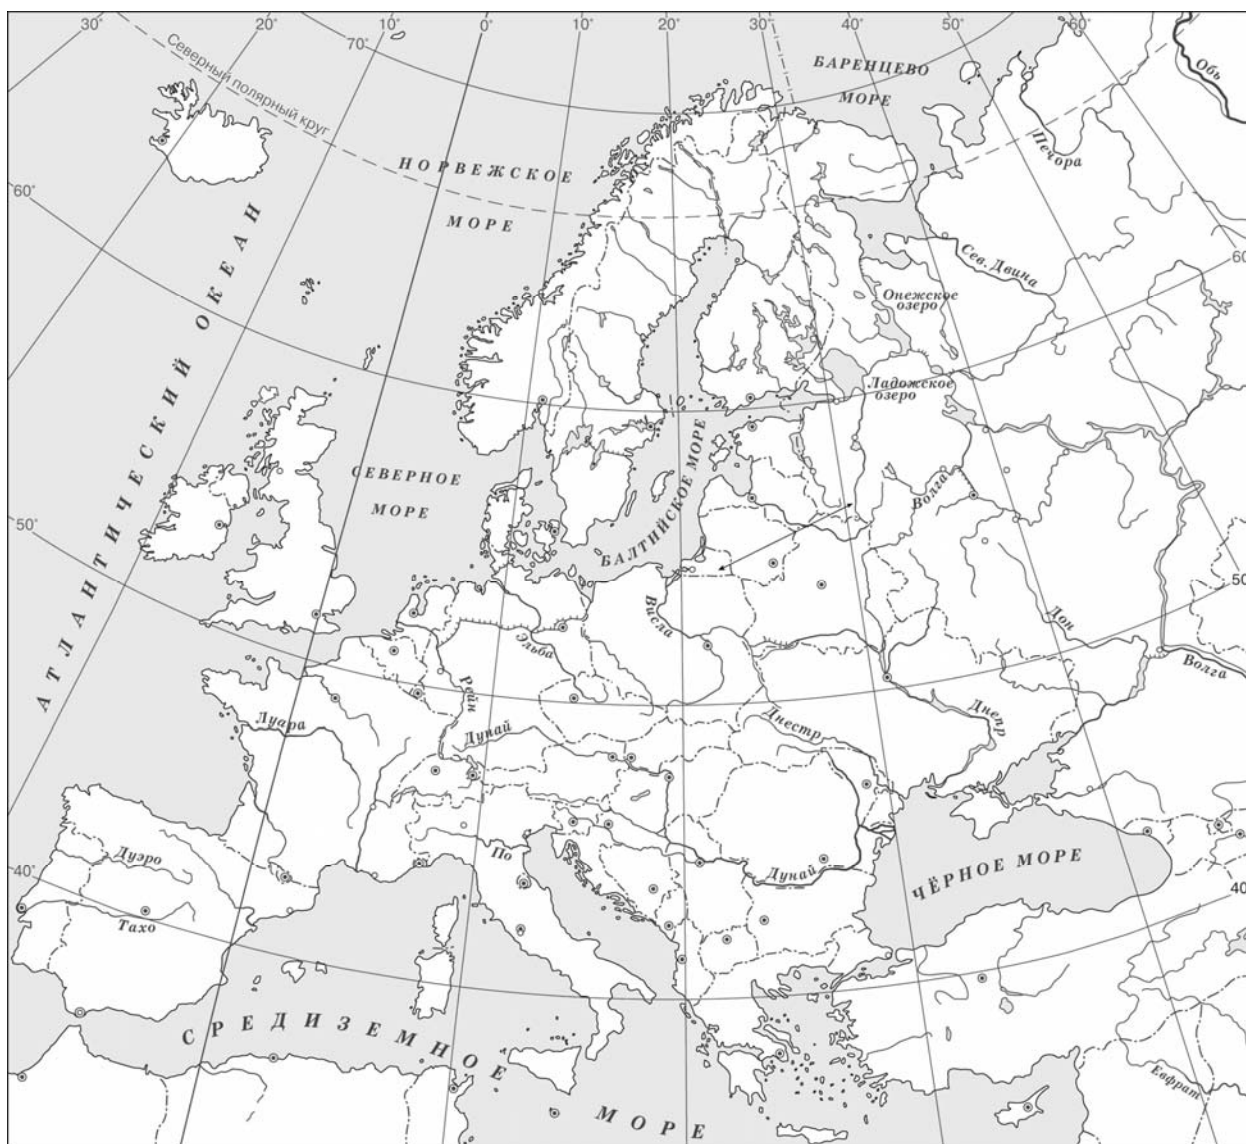 30°
20°
10°
0°
10°
20°
30°
40°
50°
60°
70°
Северный полярный круг
БАРЕНЦЕВО
МОРЕ
Обь
Печора
НОРВЕЖСКОЕ
МОРЕ
60°
АТЛАНТИЧЕСКИЙ ОКЕАН
Сев. Двина
60
Онежское
озеро
Ладожское
озеро
СЕВЕРНОЕ
МОРЕ
БАЛТИЙСКОЕ МОРЕ
Волга
50°
50
Висла
Эльба
Рейн
Дон
Волга
Луара
Дунай
Днестр
Днепр
По
Дуэро
Тахо
40°
Дунай
ЧЁРНОЕ МОРЕ
40
СРЕДИЗЕМНОЕ
МОРЕ
Евфрат